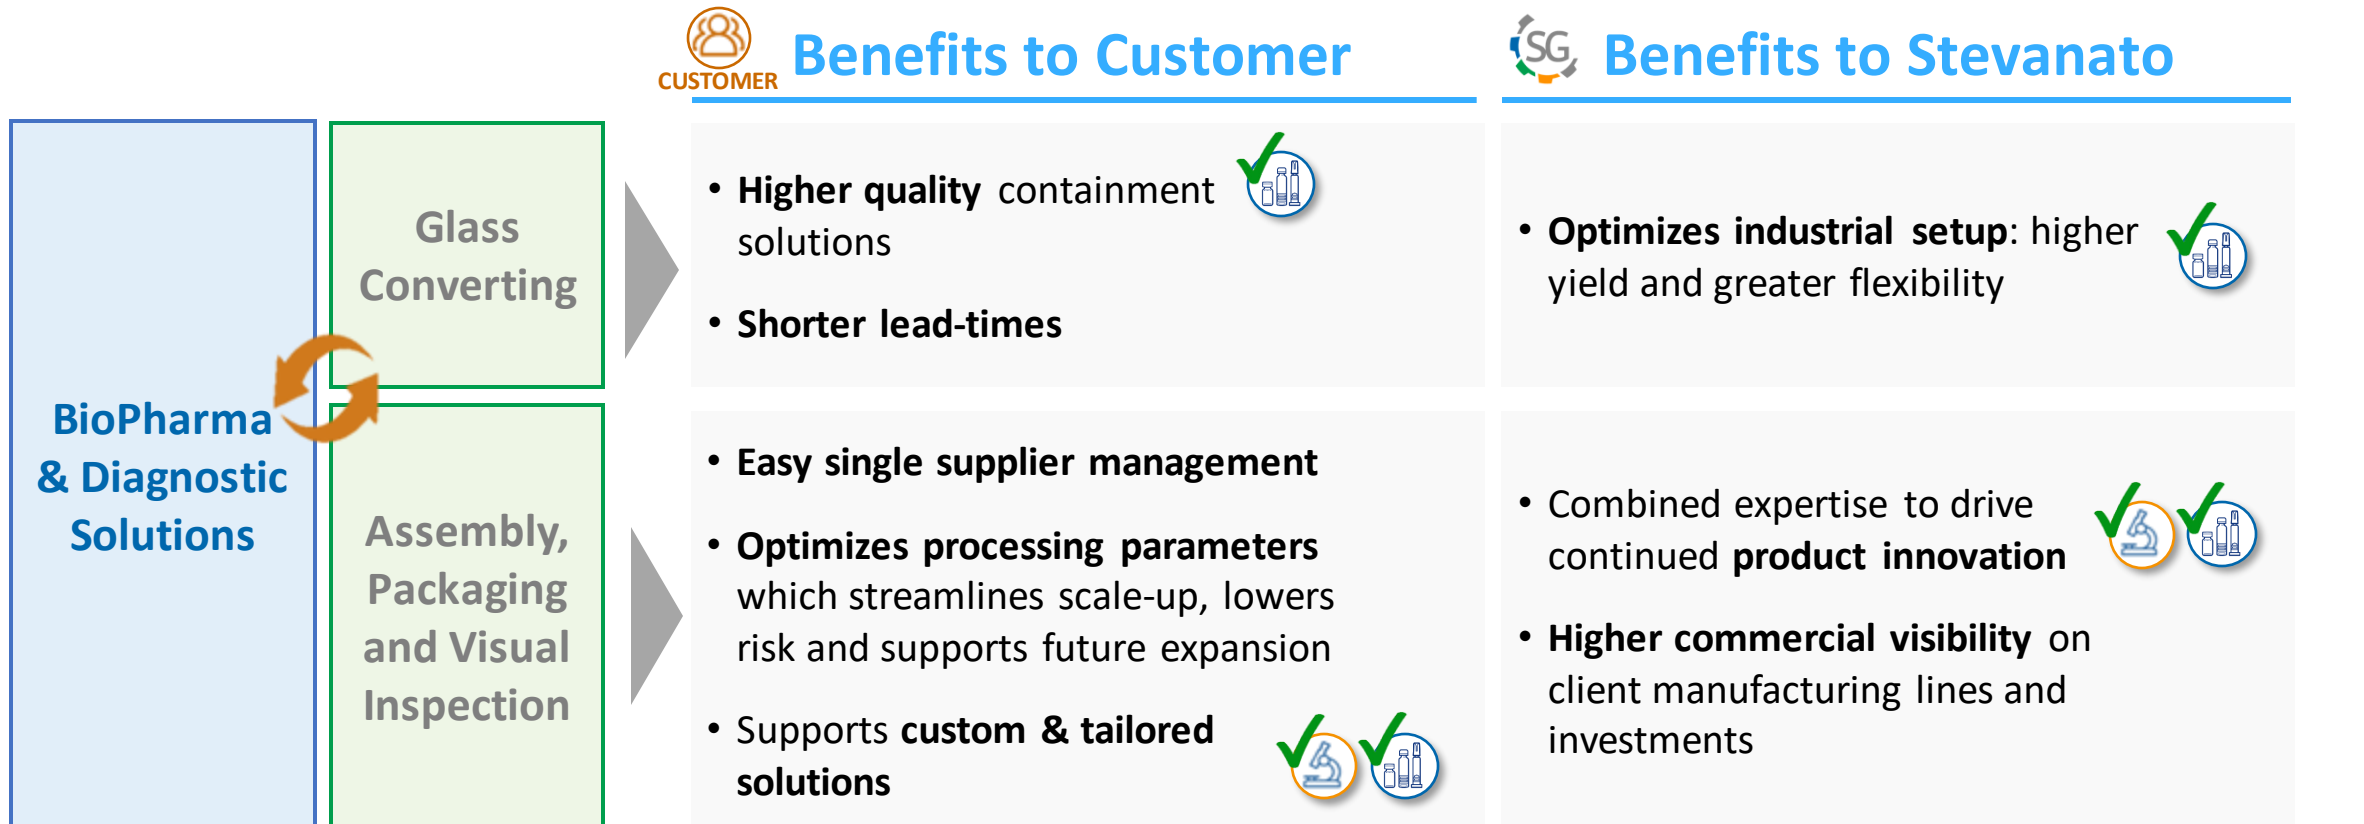 CUSTOMER
Benefits to Customer
SG
Benefits to Stevanato
BioPharma
& Diagnostic
Solutions
Glass
Converting
• Higher quality containment
solutions
• Shorter lead-times
• Optimizes industrial setup: higher
yield and greater flexibility
Assembly,
Packaging
and Visual
Inspection
• Easy single supplier management
• Optimizes processing parameters
which streamlines scale-up, lowers
risk and supports future expansion
• Supports custom & tailored
solutions
• Combined expertise to drive
continued product innovation
• Higher commercial visibility on
client manufacturing lines and
investments